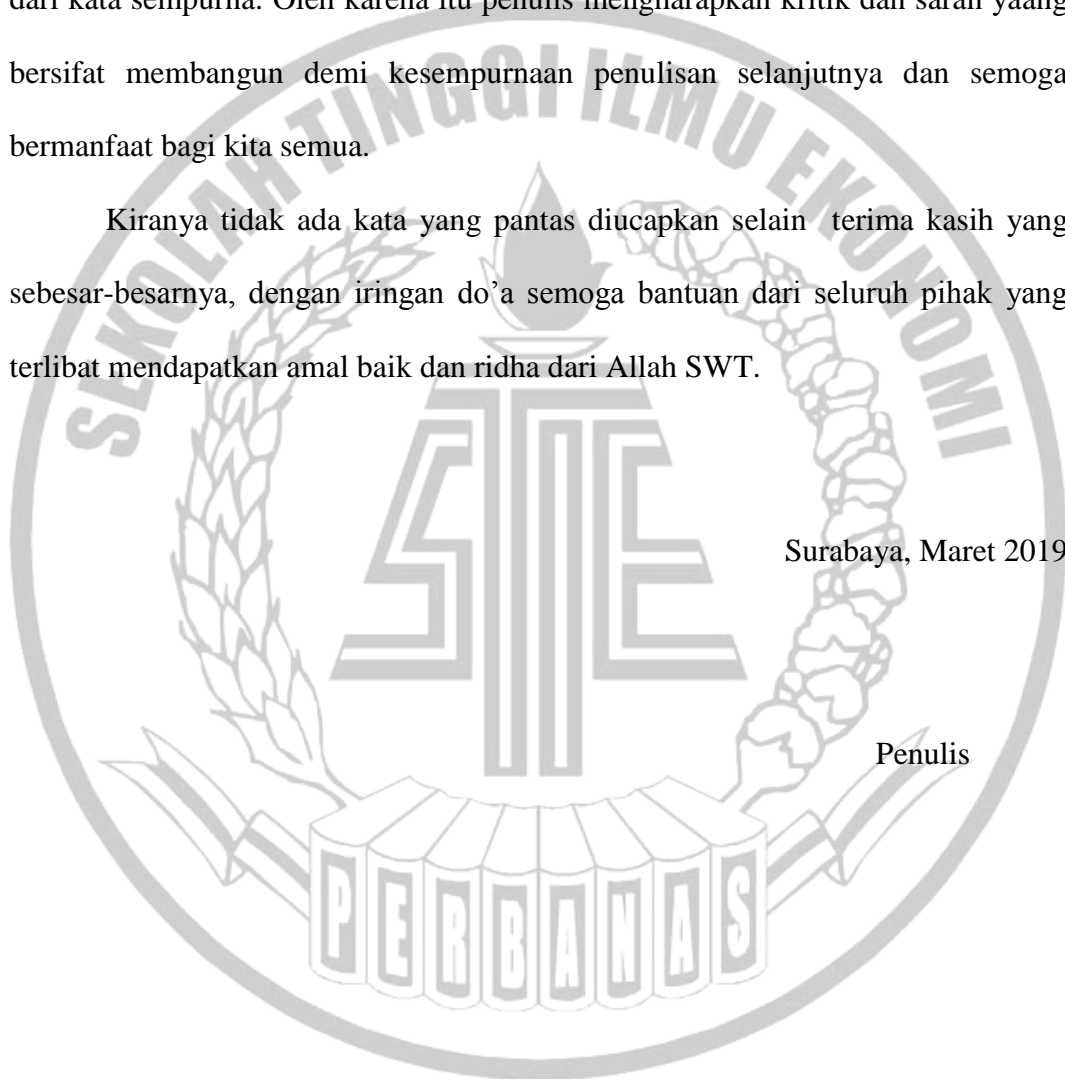 dari kata sempurna. Oleh karena itu penulis mengharapkan kritik dan saran yaang
bersifat membangun demi kesempurnaan penulisan selanjutnya dan semoga
bermanfaat bagi kita semua.
Kiranya tidak ada kata yang pantas diucapkan selain terima kasih yang
sebesar-besarnya, dengan iringan do’a semoga bantuan dari seluruh pihak yang
terlibat mendapatkan amal baik dan ridha dari Allah SWT.
Surabaya, Maret 2019
Penulis
SEKOLAH TINGGI ILMU EKONOMI
STIE
PERBANAS